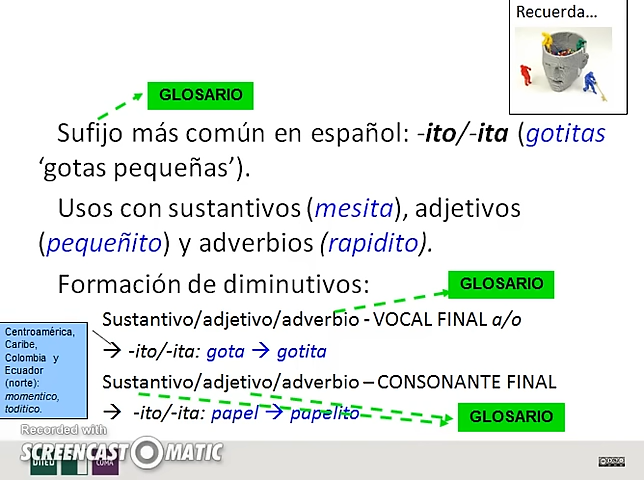 Recuerda...
GLOSARIO
Sufijo más común en español: -ito/-ita (gotitas
‘gotas pequeñas’).
Usos con sustantivos (mesita), adjetivos
(pequeñito) y adverbios (rapidito).
Formación de diminutivos:
GLOSARIO
Sustantivo/adjetivo/adverbio - VOCAL FINAL a/o
→ -ito/-ita: gota → gotita
Centroamérica,
Caribe,
Colombia y
Ecuador
(norte):
momentico,
toditico.
Sustantivo/adjetivo/adverbio – CONSONANTE FINAL
→ -ito/-ita: papel → papelito
GLOSARIO
Recorded with
SCREENCAST MATIC
UNED